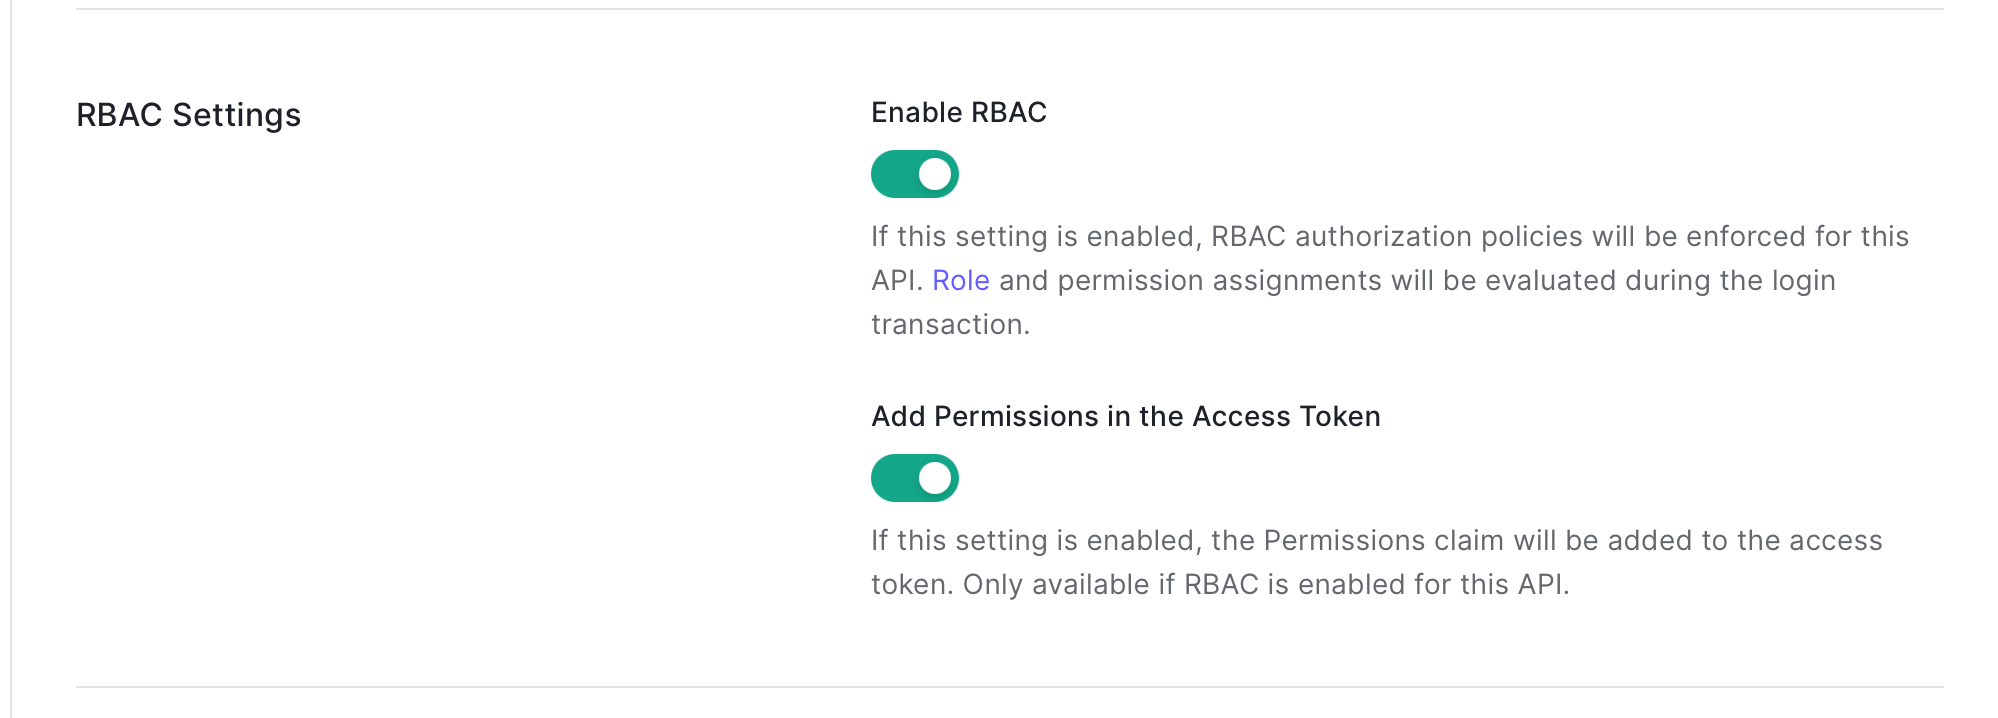 RBAC Settings
Enable RBAC
If this setting is enabled, RBAC authorization policies will be enforced for this
API. Role and permission assignments will be evaluated during the login
transaction.
Add Permissions in the Access Token
If this setting is enabled, the Permissions claim will be added to the access
token. Only available if RBAC is enabled for this API.